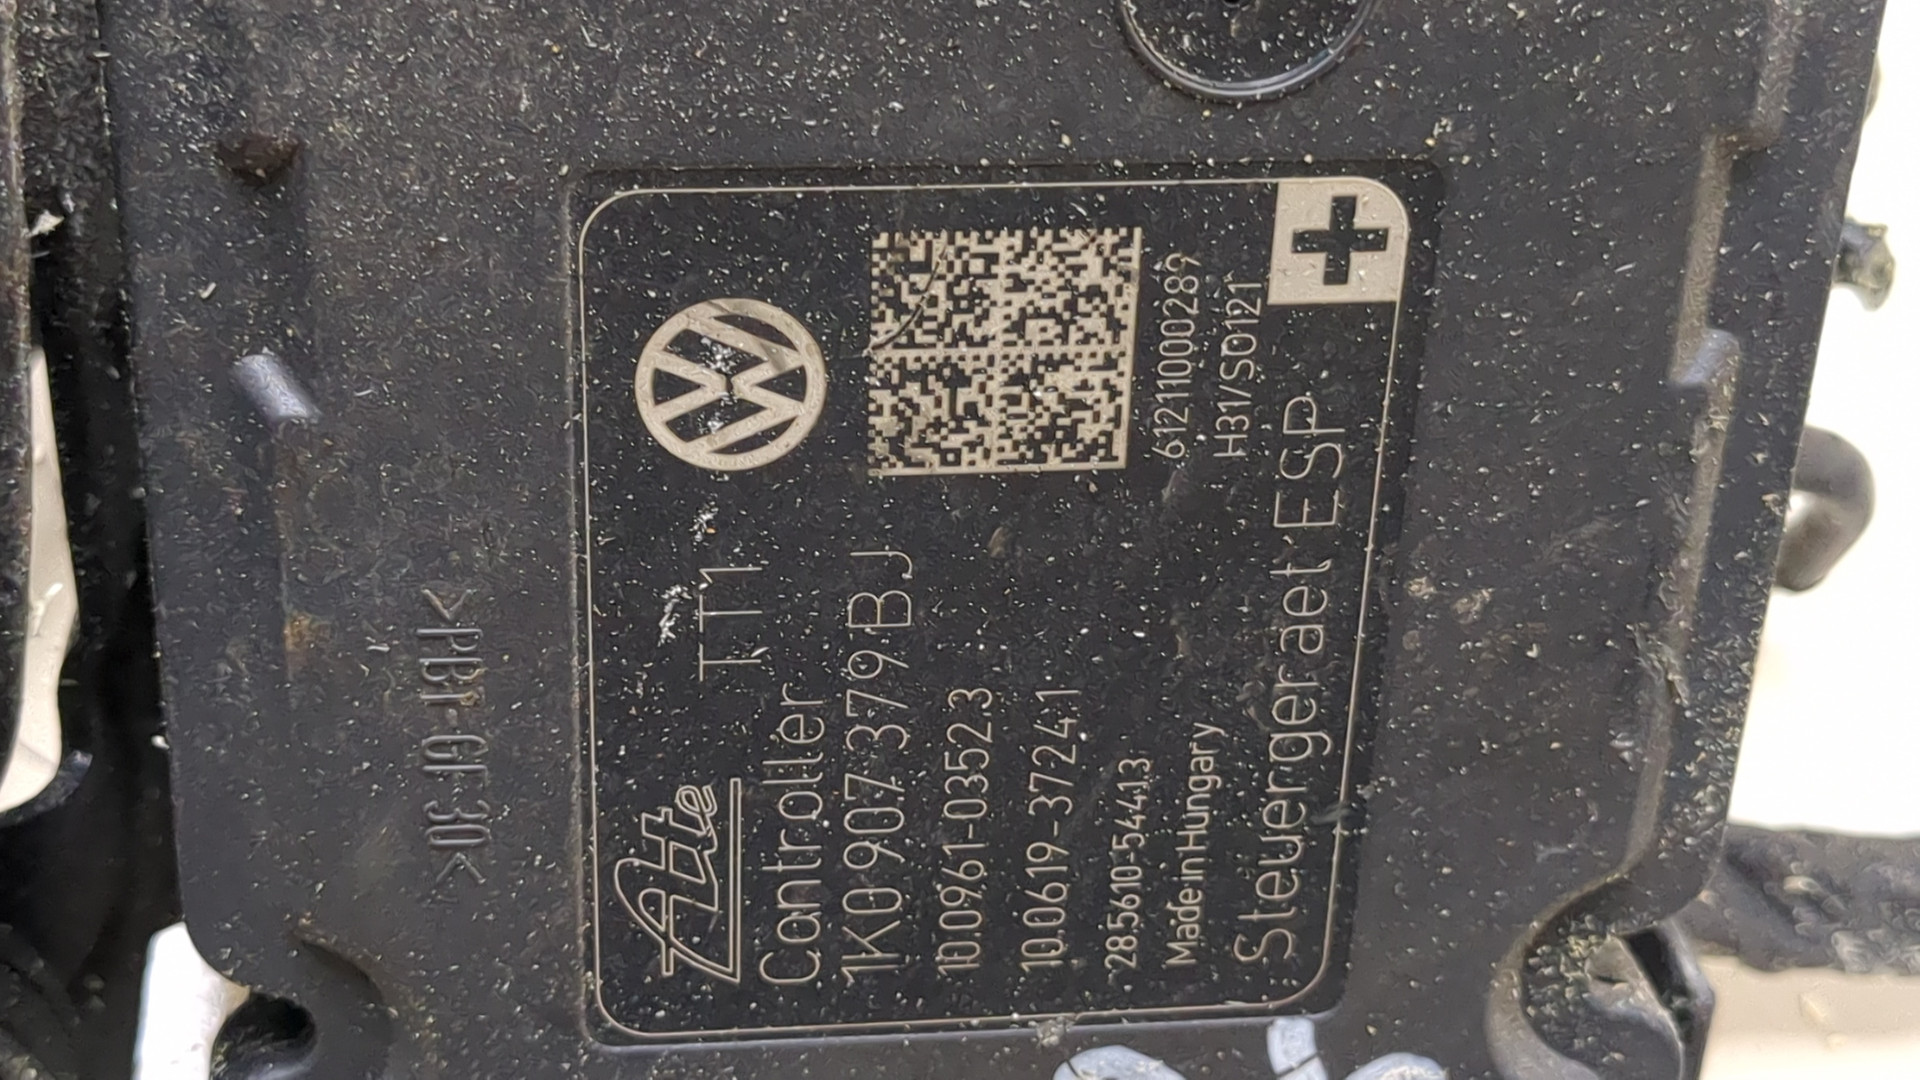 Ate
TT1
Controller
1K0 907 379 BJ
10.0961-0352.3
10.0619-3724.1
28.5610-5441.3
Made in Hungary
Steuergeraet ESP
61211000289
H31/S0121
>PBT-GF30<